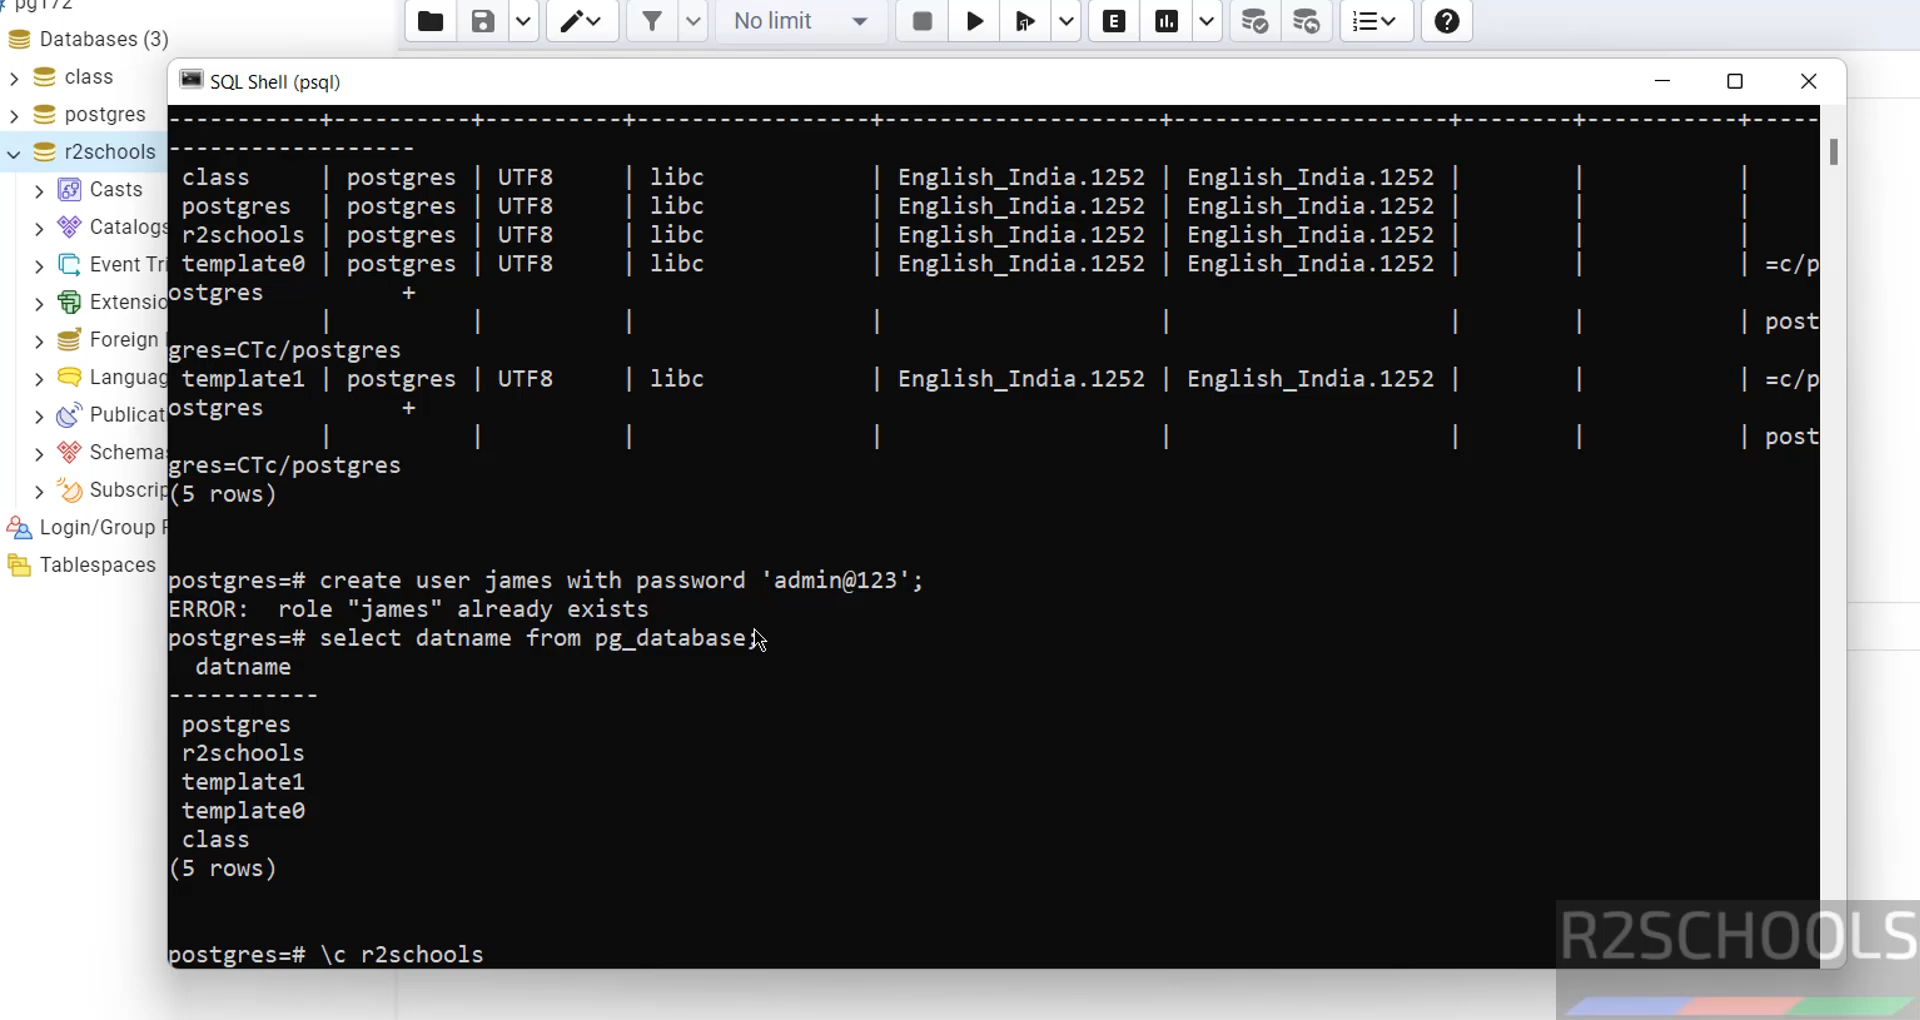 pg172
Databases (3)
class
postgres
r2schools
Casts
Catalogs
Event Tri
Extensio
Foreign
Languag
Publicat
Schema
Subscrip
Login/Group
Tablespaces
No limit
E
SQL Shell (psql)
-----------+----------+----------+-----------------+---------------------+---------------------+--------+-----------+-----
------------------
class | postgres | UTF8 | libc | English_India.1252 | English_India.1252 | | |
postgres | postgres | UTF8 | libc | English_India.1252 | English_India.1252 | | |
r2schools | postgres | UTF8 | libc | English_India.1252 | English_India.1252 | | |
template0 | postgres | UTF8 | libc | English_India.1252 | English_India.1252 | | | =c/p
ostgres +
| | | | | | | | post
gres=CTc/postgres
template1 | postgres | UTF8 | libc | English_India.1252 | English_India.1252 | | | =c/p
ostgres +
| | | | | | | | post
gres=CTc/postgres
(5 rows)
postgres=# create user james with password 'admin@123';
ERROR: role "james" already exists
postgres=# select datname from pg_database;
datname
-----------
postgres
r2schools
template1
template0
class
(5 rows)
postgres=# \c r2schools
R2SCHOOLS